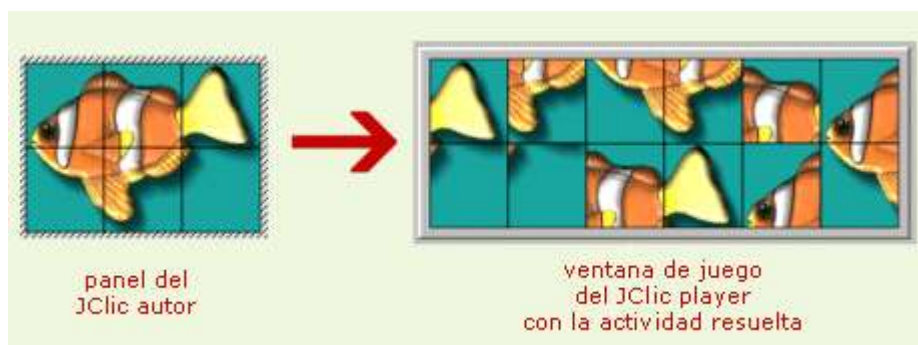 panel del
JClic autor
ventana de juego
del JClic player
con la actividad resuelta